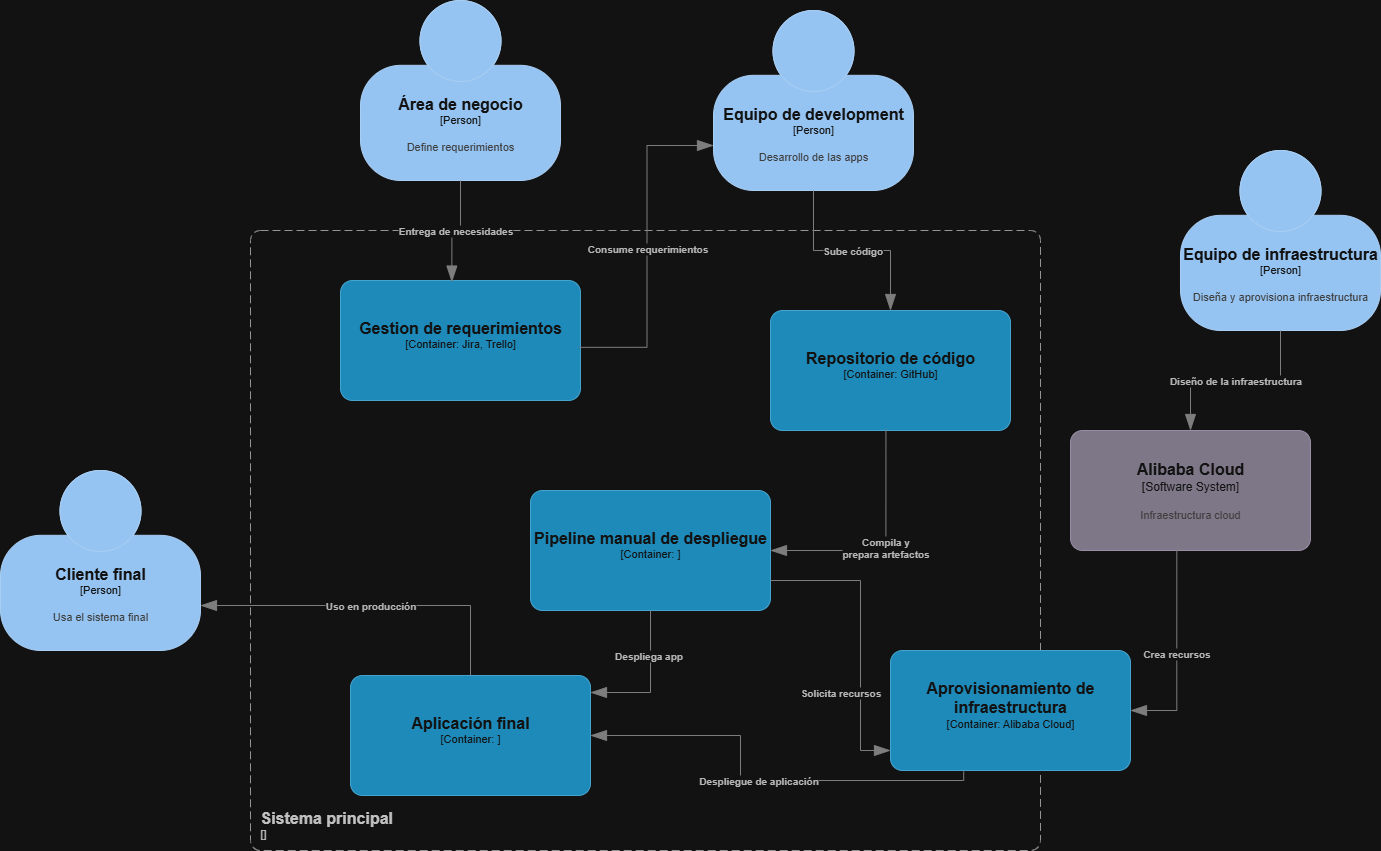 Área de negocio
[Person]
Define requerimientos
Equipo de development
[Person]
Desarrollo de las apps
Equipo de infraestructura
[Person]
Diseña y aprovisiona infraestructura
Entrega de necesidades
Consume requerimientos
Sube código
Gestion de requerimientos
[Container: Jira, Trello]
Repositorio de código
[Container: GitHub]
Diseño de la infraestructura
Alibaba Cloud
[Software System]
Infraestructura cloud
Pipeline manual de despliegue
[Container: ]
Compila y
prepara artefactos
Cliente final
[Person]
Usa el sistema final
Uso en producción
Despliega app
Solicita recursos
Crea recursos
Aprovisionamiento de
infraestructura
[Container: Alibaba Cloud]
Aplicación final
[Container: ]
Despliegue de aplicación
Sistema principal
[]